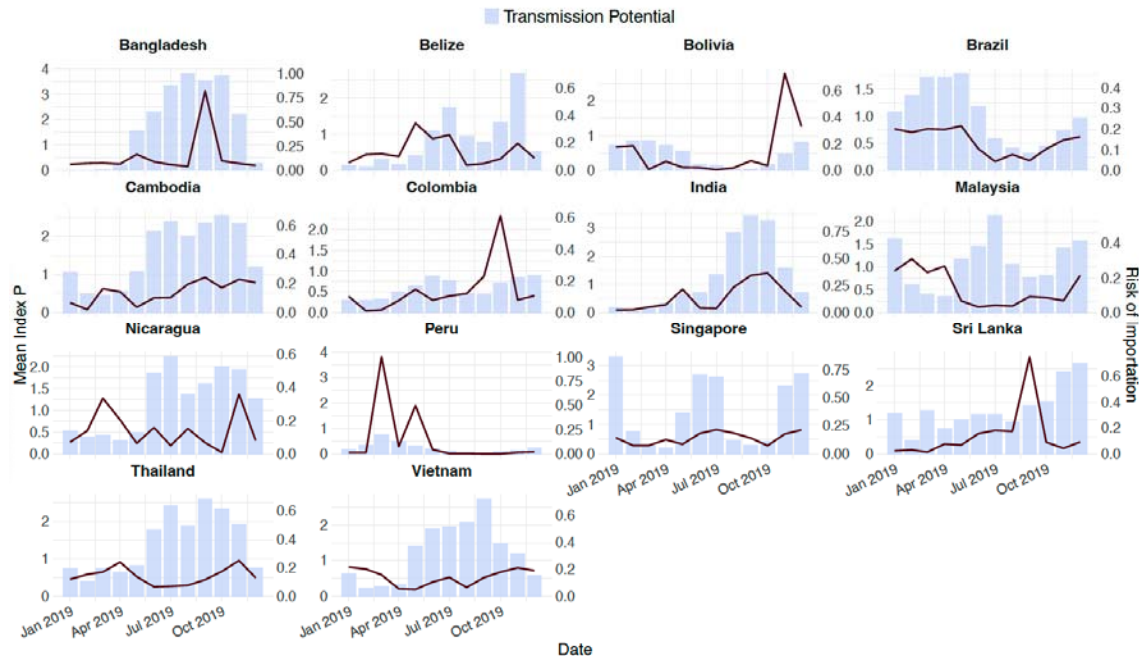 Transmission Potential
Bangladesh Belize Bolivia Brazil
4 3 2 1 0 1.00 0.75 0.50 0.25 0.00
2 1 0 0.6 0.4 0.2 0.0
2 1 0 0.6 0.4 0.2 0.0
1.5 1.0 0.5 0.0 0.4 0.3 0.2 0.1 0.0
Cambodia Colombia India Malaysia
2 1 0 0.6 0.4 0.2 0.0
2.0 1.5 1.0 0.5 0.0 0.6 0.4 0.2 0.0
3 2 1 0 0.75 0.50 0.25 0.00
2.0 1.5 1.0 0.5 0.0 0.4 0.2 0.0
Nicaragua Peru Singapore Sri Lanka
2.0 1.5 1.0 0.5 0.0 0.6 0.4 0.2 0.0
4 3 2 1 0 1.00 0.75 0.50 0.25 0.00
3 2 1 0 0.75 0.50 0.25 0.00
2 1 0 0.6 0.4 0.2 0.0
Jan 2019 Apr 2019 Jul 2019 Oct 2019
Jan 2019 Apr 2019 Jul 2019 Oct 2019
Thailand Vietnam
2 1 0 0.6 0.4 0.2 0.0
2 1 0 0.6 0.4 0.2 0.0
Jan 2019 Apr 2019 Jul 2019 Oct 2019
Jan 2019 Apr 2019 Jul 2019 Oct 2019
Mean Index P
Risk of importation
Date